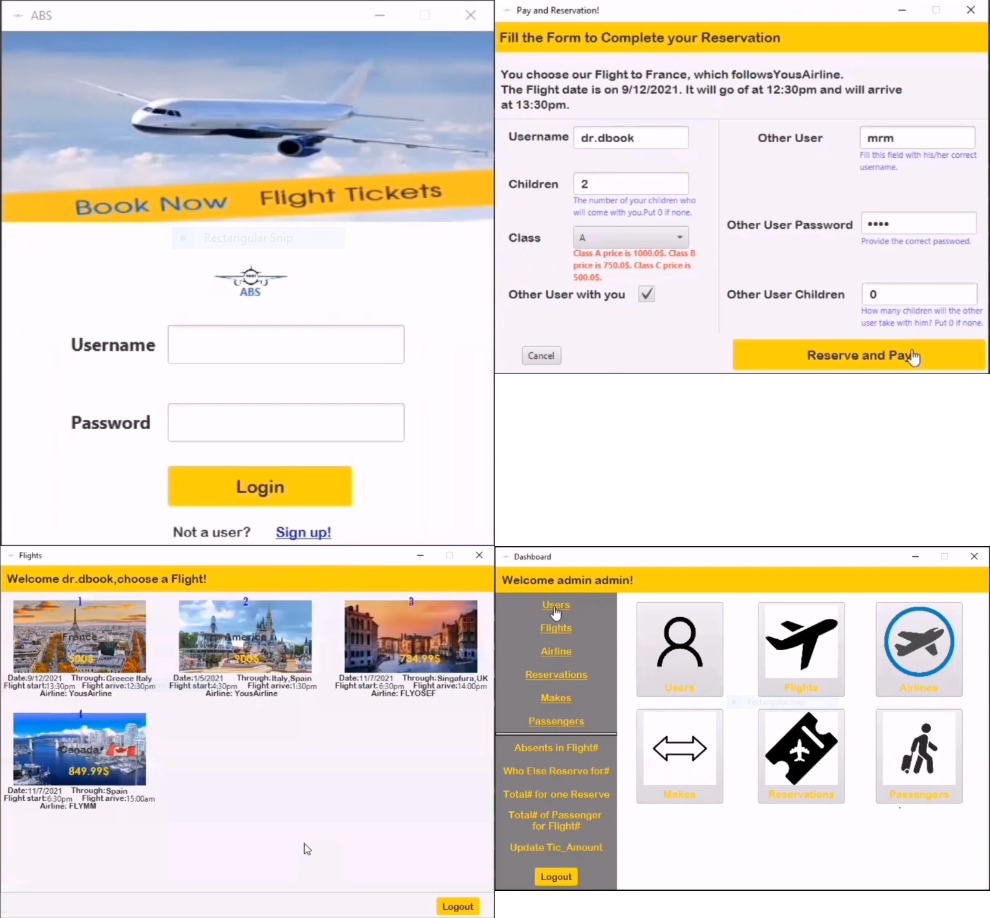 ABS
Book Now Flight Tickets
Rectangular Snip
ABS
Username
Password
Login
Not a user? Sign up!
Pay and Reservation!
Fill the Form to Complete your Reservation
You choose our Flight to France, which followsYousAirline.
The Flight date is on 9/12/2021. It will go of at 12:30pm and will arrive
at 13:30pm.
Username dr.dbook
Children 2
The number of your children who
will come with you.Put 0 if none.
Class A
Class A price is 1000.0$. Class B
price is 750.0$. Class C price is
500.0$.
Other User with you
Cancel
Other User mrm
Fill this field with his/her correct
username.
Other User Password ••••
Provide the correct passwoed.
Other User Children 0
How many children will the other
user take with him? Put 0 if none.
Reserve and Pay
Flights
Welcome dr.dbook,choose a Flight!
1
France
500$
Date:9/12/2021 Through:Greece Italy
Flight start:13:30pm Flight arive:12:30pm
Airline: YousAirline
2
America
900$
Date:1/5/2021 Through:Italy,Spain
Flight start:4:30pm Flight arive:1:30pm
Airline: YousAirline
3
784.99$
Date:11/7/2021 Through:Singafura,UK
Flight start:6:30pm Flight arive:14:00pm
Airline: FLYOSEF
4
Canada
849.99$
Date:11/7/2021 Through:Spain
Flight start:6:30pm Flight arive:15:00am
Airline: FLYMM
Logout
Dashboard
Welcome admin admin!
Users
Flights
Airline
Reservations
Makes
Passengers
Absents in Flight#
Who Else Reserve for#
Total# for one Reserve
Total# of Passenger
for Flight#
Update Tic_Amount
Logout
Users
Flights
Airlines
Rectangular Snip
Makes
Reservations
Passengers